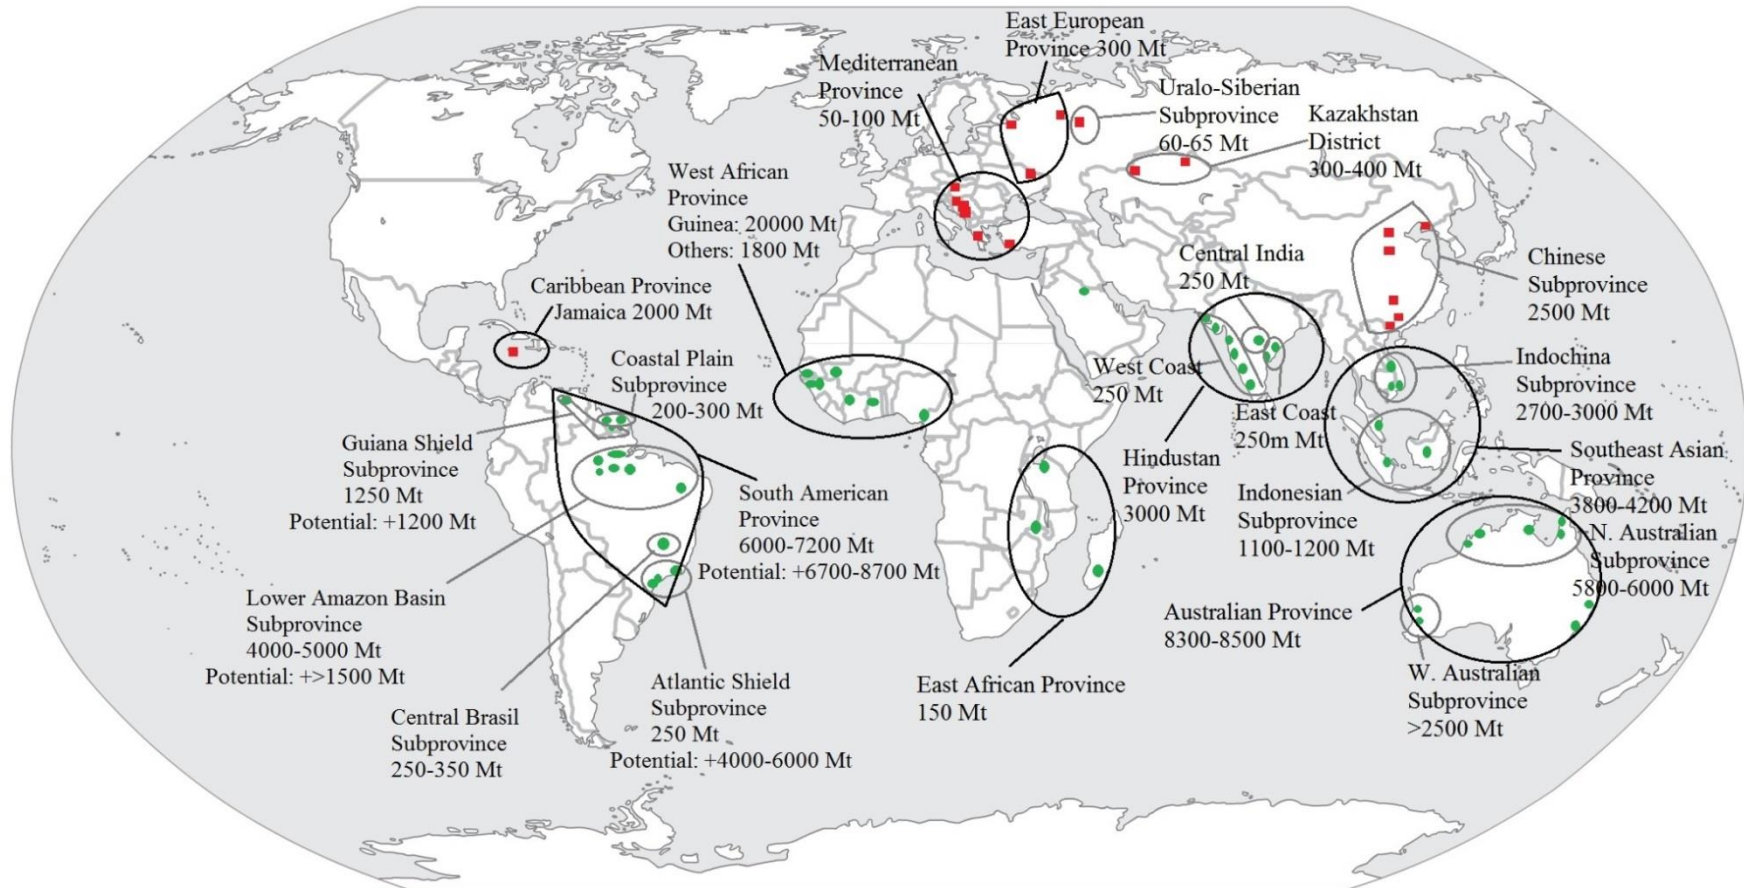 East European
Province 300 Mt
Mediterranean
Province
50-100 Mt
Uralo-Siberian
Subprovince
60-65 Mt
Kazakhstan
District
300-400 Mt
West African
Province
Guinea: 20000 Mt
Others: 1800 Mt
Central India
250 Mt
Chinese
Subprovince
2500 Mt
Caribbean Province
Jamaica 2000 Mt
Coastal Plain
Subprovince
200-300 Mt
West Coast
250 Mt
Indochina
Subprovince
2700-3000 Mt
East Coast
250m Mt
Guiana Shield
Subprovince
1250 Mt
Potential: +1200 Mt
Hindustan
Province
3000 Mt
Southeast Asian
Province
3800-4200 Mt
South American
Province
6000-7200 Mt
Potential: +6700-8700 Mt
Indonesian
Subprovince
1100-1200 Mt
N. Australian
Subprovince
5800-6000 Mt
Lower Amazon Basin
Subprovince
4000-5000 Mt
Potential: +>1500 Mt
Australian Province
8300-8500 Mt
Atlantic Shield
Subprovince
250 Mt
Potential: +4000-6000 Mt
East African Province
150 Mt
W. Australian
Subprovince
>2500 Mt
Central Brasil
Subprovince
250-350 Mt